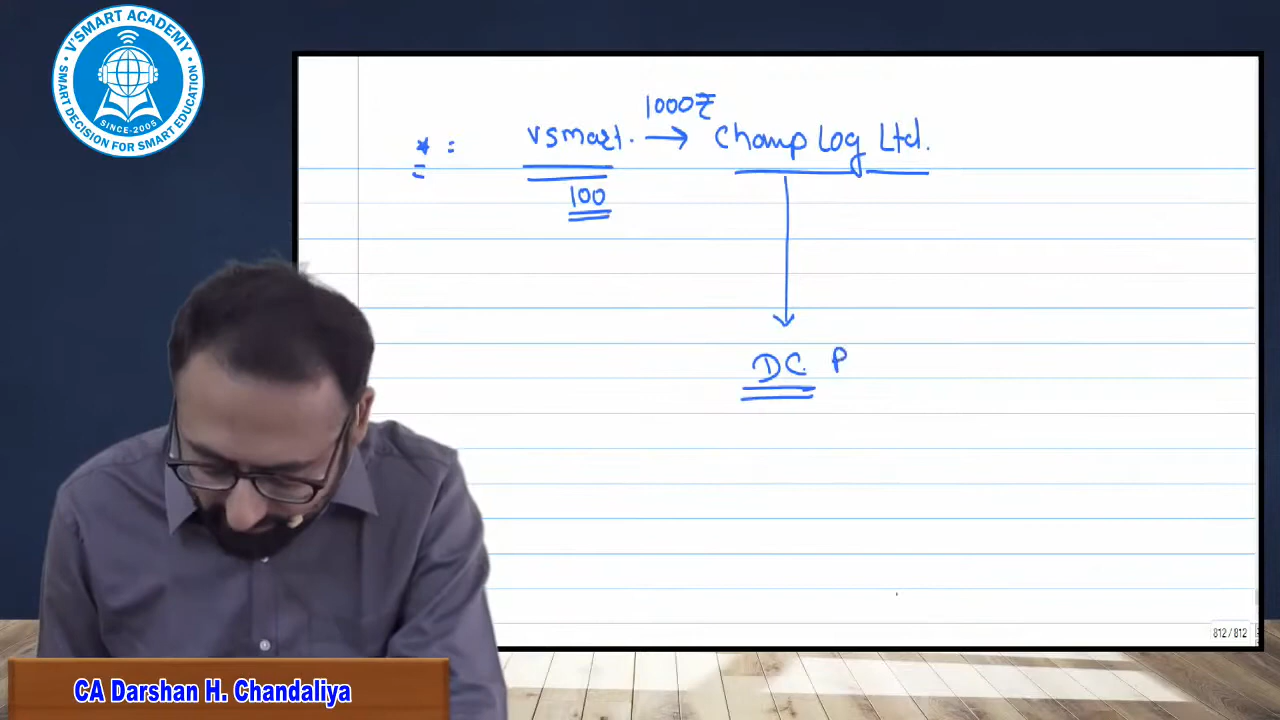 V'SMART ACADEMY
SINCE-2005
SMART DECISION FOR SMART EDUCATION
1000₹
* : vsmart. → Champ Log Ltd.
100
DC P
812 / 812
CA Darshan H. Chandaliya